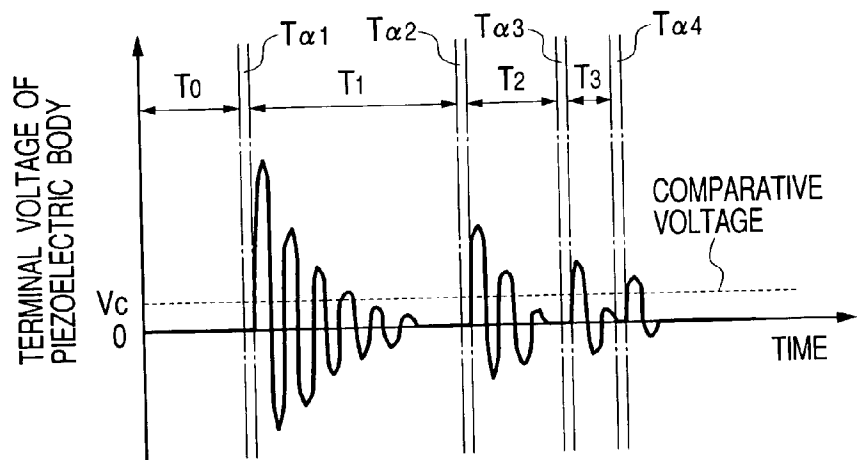 Tα1
Tα2
Tα3
Tα4
T0
T1
T2
T3
TERMINAL VOLTAGE OF
PIEZOELECTRIC BODY
COMPARATIVE
VOLTAGE
Vc
0
TIME